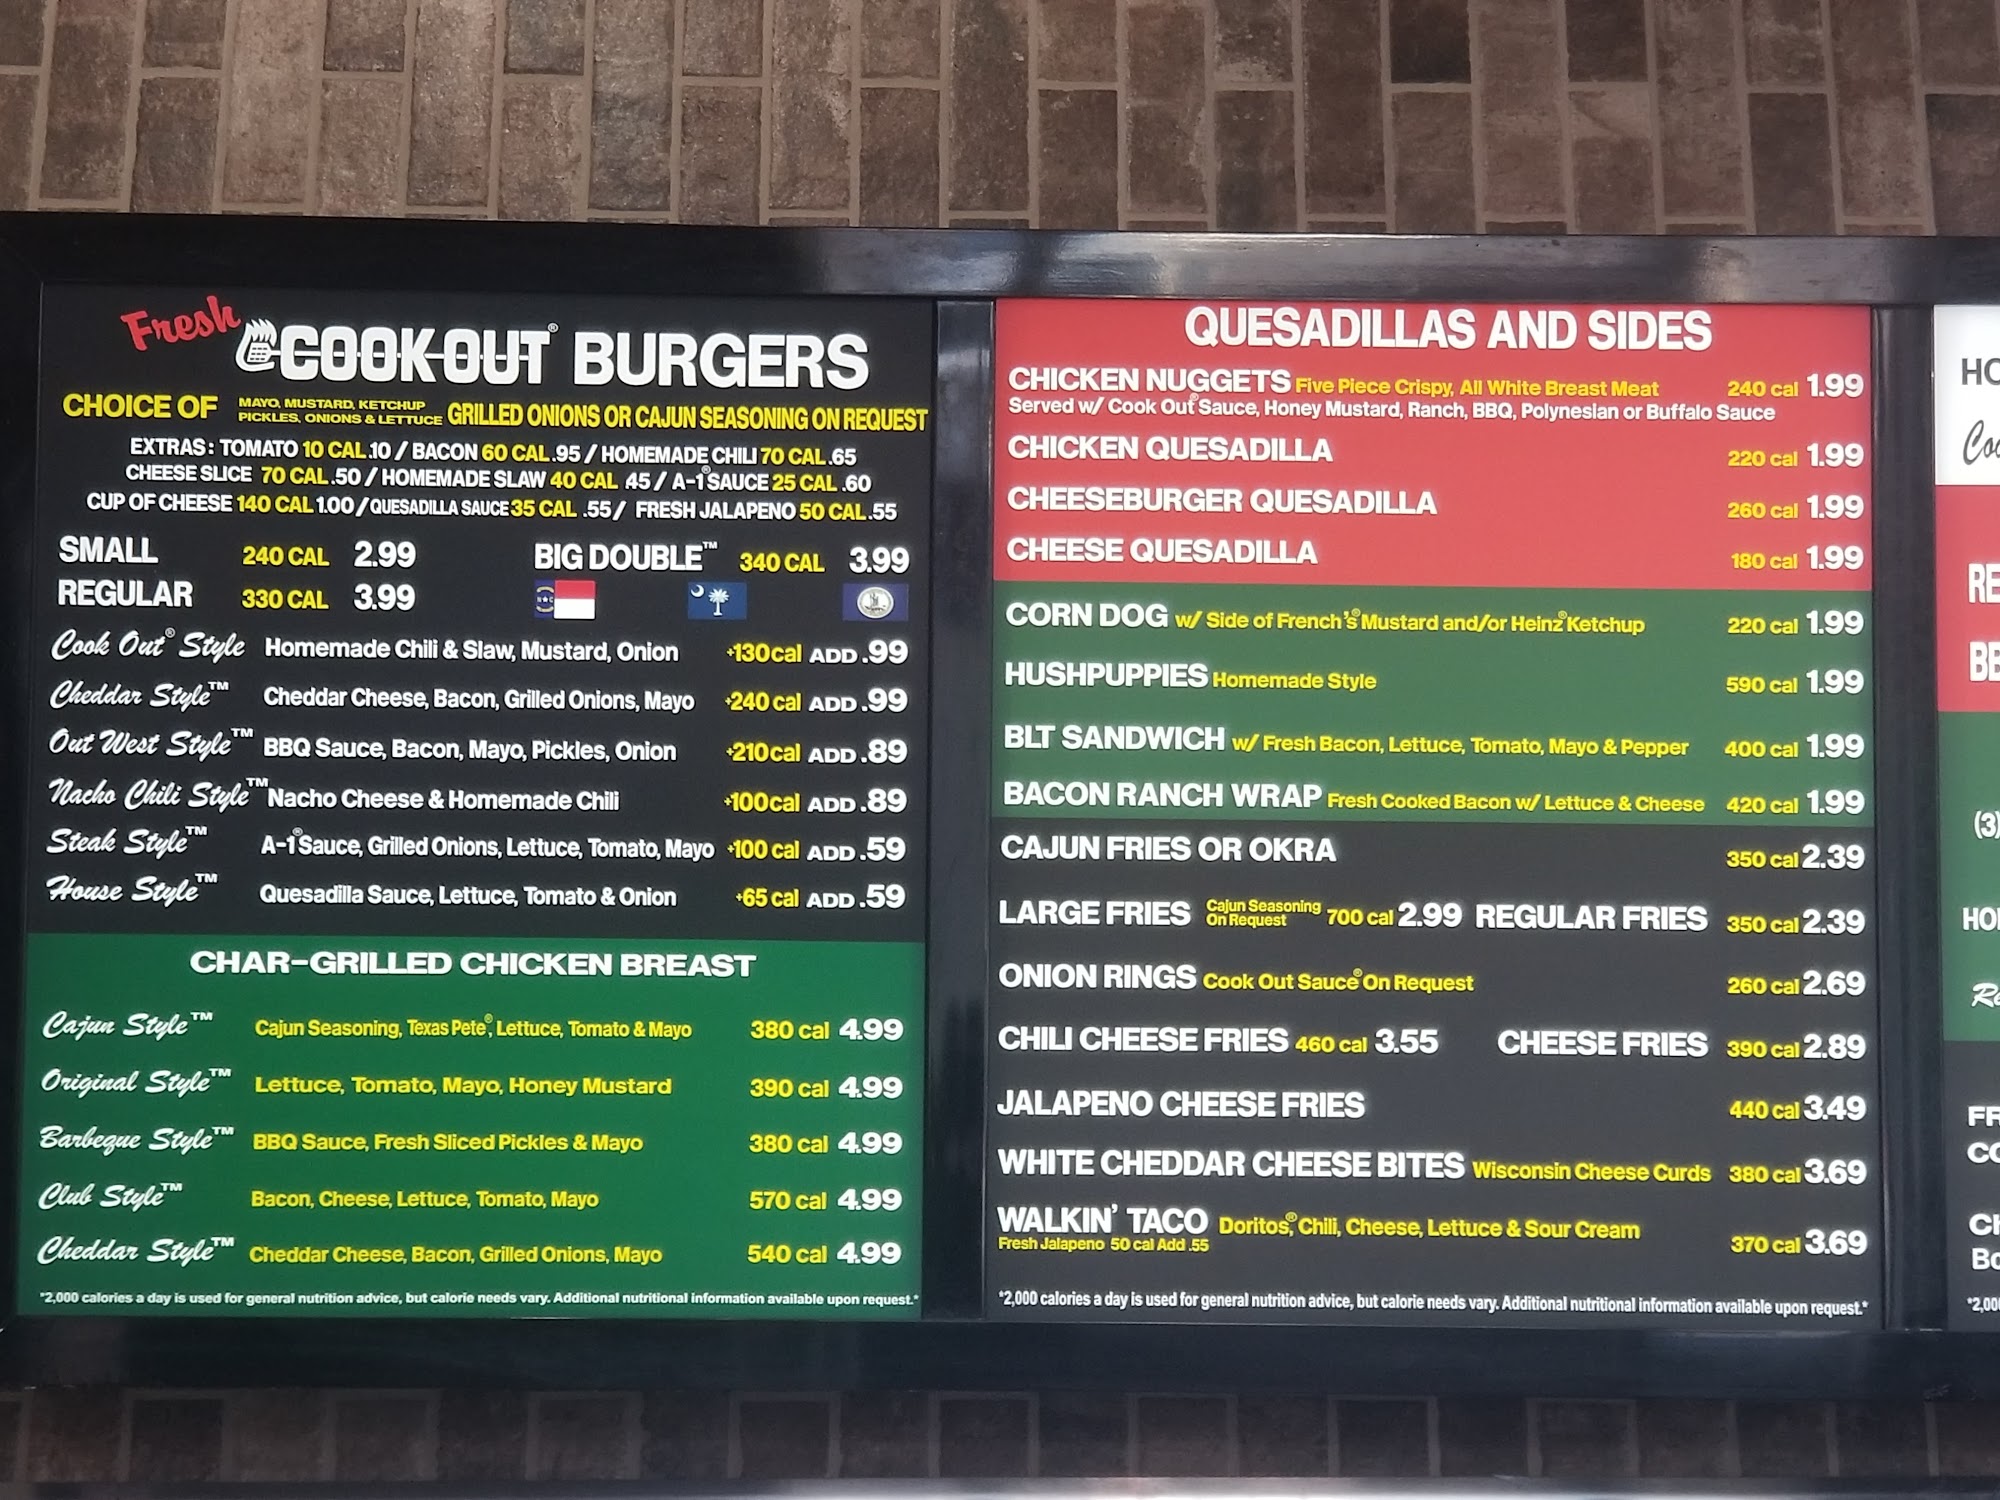 Fresh COOK-OUT® BURGERS
CHOICE OF MAYO, MUSTARD, KETCHUP
PICKLES, ONIONS & LETTUCE GRILLED ONIONS OR CAJUN SEASONING ON REQUEST
EXTRAS: TOMATO 10 CAL .10 / BACON 60 CAL .95 / HOMEMADE CHILI 70 CAL .65
CHEESE SLICE 70 CAL .50 / HOMEMADE SLAW 40 CAL .45 / A-1® SAUCE 25 CAL .60
CUP OF CHEESE 140 CAL 1.00 / QUESADILLA SAUCE 35 CAL .55 / FRESH JALAPENO 50 CAL .55
SMALL 240 CAL 2.99 BIG DOUBLE™ 340 CAL 3.99
REGULAR 330 CAL 3.99
Cook Out® Style Homemade Chili & Slaw, Mustard, Onion +130 cal ADD .99
Cheddar Style™ Cheddar Cheese, Bacon, Grilled Onions, Mayo +240 cal ADD .99
Out West Style™ BBQ Sauce, Bacon, Mayo, Pickles, Onion +210 cal ADD .89
Nacho Chili Style™ Nacho Cheese & Homemade Chili +100 cal ADD .89
Steak Style™ A-1® Sauce, Grilled Onions, Lettuce, Tomato, Mayo +100 cal ADD .59
House Style™ Quesadilla Sauce, Lettuce, Tomato & Onion +65 cal ADD .59
CHAR-GRILLED CHICKEN BREAST
Cajun Style™ Cajun Seasoning, Texas Pete®, Lettuce, Tomato & Mayo 380 cal 4.99
Original Style™ Lettuce, Tomato, Mayo, Honey Mustard 390 cal 4.99
Barbeque Style™ BBQ Sauce, Fresh Sliced Pickles & Mayo 380 cal 4.99
Club Style™ Bacon, Cheese, Lettuce, Tomato, Mayo 570 cal 4.99
Cheddar Style™ Cheddar Cheese, Bacon, Grilled Onions, Mayo 540 cal 4.99
*2,000 calories a day is used for general nutrition advice, but calorie needs vary. Additional nutritional information available upon request.*
QUESADILLAS AND SIDES
CHICKEN NUGGETS Five Piece Crispy, All White Breast Meat 240 cal 1.99
Served w/ Cook Out® Sauce, Honey Mustard, Ranch, BBQ, Polynesian or Buffalo Sauce
CHICKEN QUESADILLA 220 cal 1.99
CHEESEBURGER QUESADILLA 260 cal 1.99
CHEESE QUESADILLA 180 cal 1.99
CORN DOG w/ Side of French's® Mustard and/or Heinz® Ketchup 220 cal 1.99
HUSHPUPPIES Homemade Style 590 cal 1.99
BLT SANDWICH w/ Fresh Bacon, Lettuce, Tomato, Mayo & Pepper 400 cal 1.99
BACON RANCH WRAP Fresh Cooked Bacon w/ Lettuce & Cheese 420 cal 1.99
CAJUN FRIES OR OKRA 350 cal 2.39
LARGE FRIES Cajun Seasoning On Request 700 cal 2.99 REGULAR FRIES 350 cal 2.39
ONION RINGS Cook Out Sauce® On Request 260 cal 2.69
CHILI CHEESE FRIES 460 cal 3.55 CHEESE FRIES 390 cal 2.89
JALAPENO CHEESE FRIES 440 cal 3.49
WHITE CHEDDAR CHEESE BITES Wisconsin Cheese Curds 380 cal 3.69
WALKIN' TACO Doritos®, Chili, Cheese, Lettuce & Sour Cream 370 cal 3.69
Fresh Jalapeno 50 cal Add .55
*2,000 calories a day is used for general nutrition advice, but calorie needs vary. Additional nutritional information available upon request.*
(3)